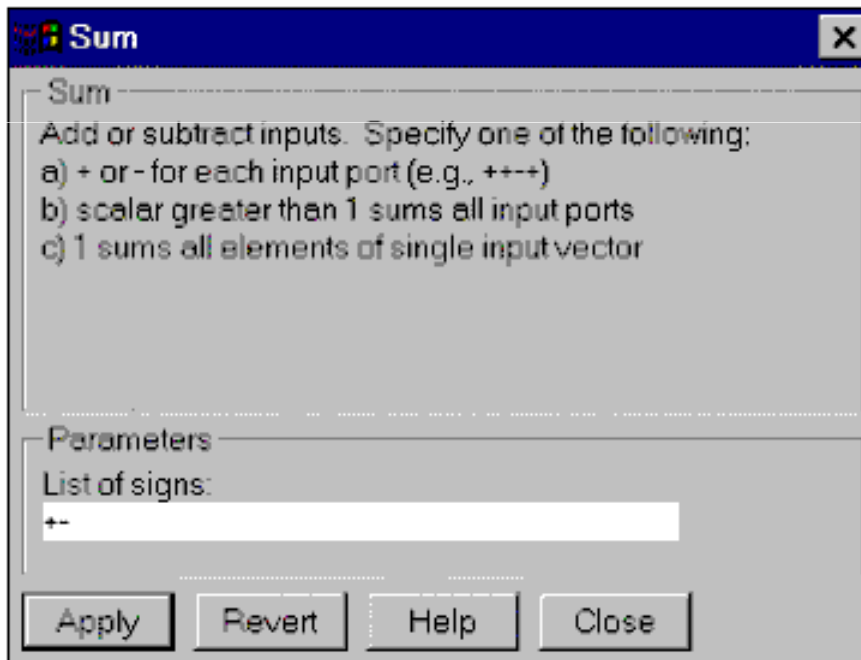 Sum
Sum
Add or subtract inputs. Specify one of the following:
a) + or - for each input port (e.g., ++-+)
b) scalar greater than 1 sums all input ports
c) 1 sums all elements of single input vector
Parameters
List of signs:
+-
Apply Revert Help Close